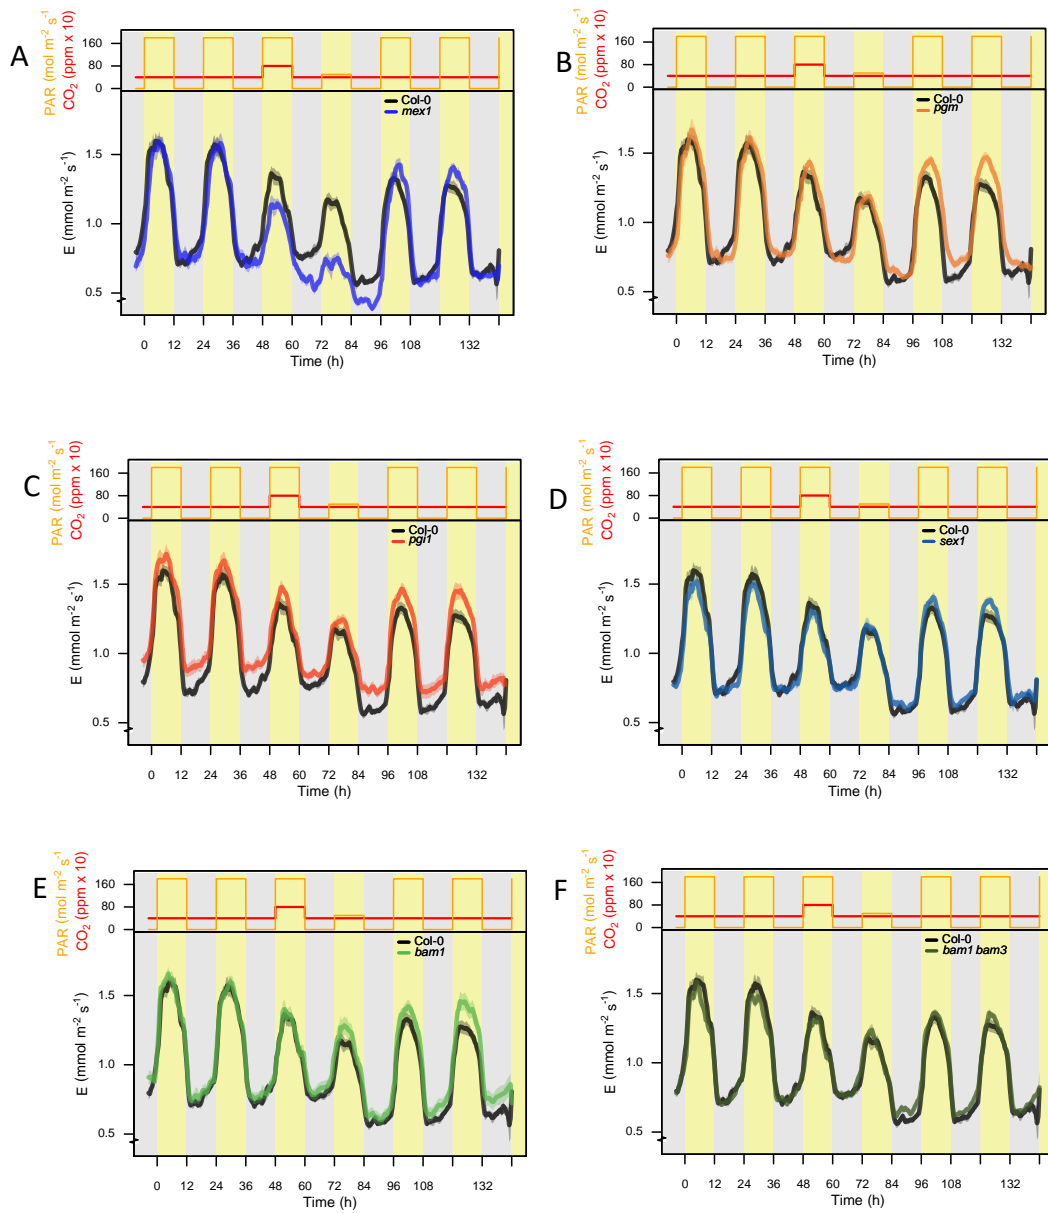 A
PAR (mol m⁻² s⁻¹)
CO₂ (ppm x 10)
160
80
0
Col-0
mex1
E (mmol m⁻² s⁻¹)
1.5
1.0
0.5
0 12 24 36 48 60 72 84 96 108 132
Time (h)
B
PAR (mol m⁻² s⁻¹)
CO₂ (ppm x 10)
160
80
0
Col-0
pgm
E (mmol m⁻² s⁻¹)
1.5
1.0
0.5
0 12 24 36 48 60 72 84 96 108 132
Time (h)
C
PAR (mol m⁻² s⁻¹)
CO₂ (ppm x 10)
160
80
0
Col-0
pgi1
E (mmol m⁻² s⁻¹)
1.5
1.0
0.5
0 12 24 36 48 60 72 84 96 108 132
Time (h)
D
PAR (mol m⁻² s⁻¹)
CO₂ (ppm x 10)
160
80
0
Col-0
sex1
E (mmol m⁻² s⁻¹)
1.5
1.0
0.5
0 12 24 36 48 60 72 84 96 108 132
Time (h)
E
PAR (mol m⁻² s⁻¹)
CO₂ (ppm x 10)
160
80
0
Col-0
bam1
E (mmol m⁻² s⁻¹)
1.5
1.0
0.5
0 12 24 36 48 60 72 84 96 108 132
Time (h)
F
PAR (mol m⁻² s⁻¹)
CO₂ (ppm x 10)
160
80
0
Col-0
bam1 bam3
E (mmol m⁻² s⁻¹)
1.5
1.0
0.5
0 12 24 36 48 60 72 84 96 108 132
Time (h)